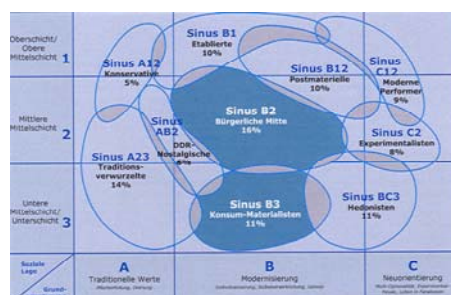 Oberschicht/
Obere
Mittelschicht
1
Sinus B1
Etablierte
10%
Sinus A12
Konservative
5%
Sinus B12
Postmaterielle
10%
Sinus
C12
Moderne
Performer
9%
Mittlere
Mittelschicht
2
Sinus B2
Bürgerliche Mitte
16%
Sinus
AB2
DDR-
Nostalgische
Sinus C2
Experimentalisten
8%
Sinus A23
Traditions-
verwurzelte
14%
Untere
Mittelschicht/
Unterschicht
3
Sinus B3
Konsum-Materialisten
11%
Sinus BC3
Hedonisten
11%
Soziale
Lage
Grund-
A
Traditionelle Werte
Pflichterfüllung, Ordnung
B
Modernisierung
C
Neuorientierung